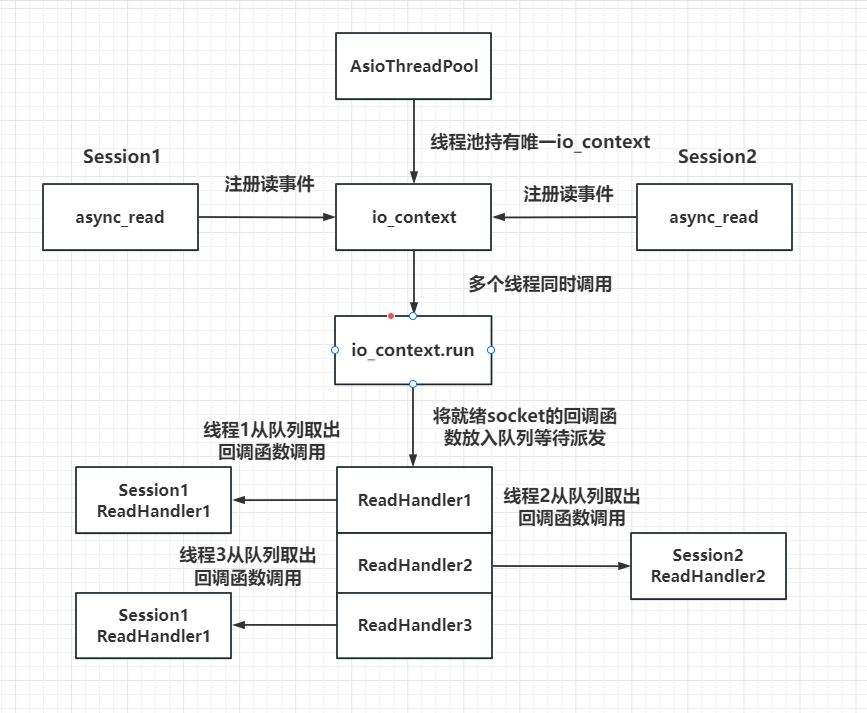 AsioThreadPool
线程池持有唯一io_context
Session1
Session2
注册读事件
注册读事件
async_read
io_context
async_read
多个线程同时调用
io_context.run
将就绪socket的回调函
数放入队列等待派发
线程1从队列取出
回调函数调用
Session1
ReadHandler1
ReadHandler1
线程2从队列取出
回调函数调用
线程3从队列取出
回调函数调用
ReadHandler2
Session2
ReadHandler2
Session1
ReadHandler1
ReadHandler3